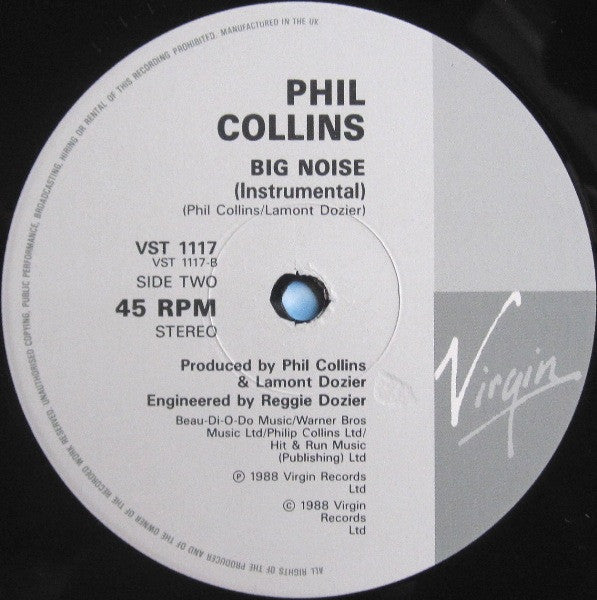 PHIL
COLLINS
BIG NOISE
(Instrumental)
(Phil Collins/Lamont Dozier)
VST 1117
VST 1117-B
SIDE TWO
45 RPM
STEREO
Produced by Phil Collins
& Lamont Dozier
Engineered by Reggie Dozier
Beau-Di-O-Do Music/Warner Bros
Music Ltd/Philip Collins Ltd/
Hit & Run Music
(Publishing) Ltd
℗ 1988 Virgin Records
Ltd
© 1988 Virgin
Records
Ltd
Virgin
ALL RIGHTS OF THE PRODUCER AND OF THE OWNER OF THE RECORDED WORK RESERVED. UNAUTHORISED COPYING, PUBLIC PERFORMANCE, BROADCASTING, HIRING OR RENTAL OF THIS RECORDING PROHIBITED. MANUFACTURED IN THE UK